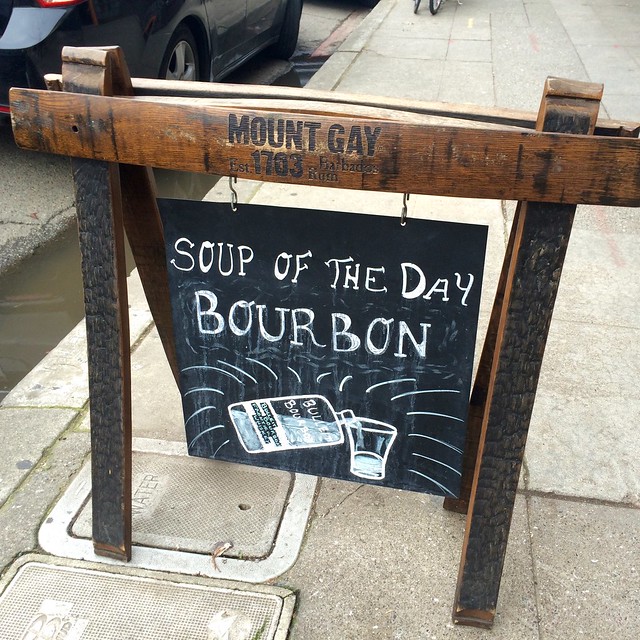 MOUNT GAY
Est. 1703 Barbados
Rum
SOUP OF THE DAY
BOURBON
WATER